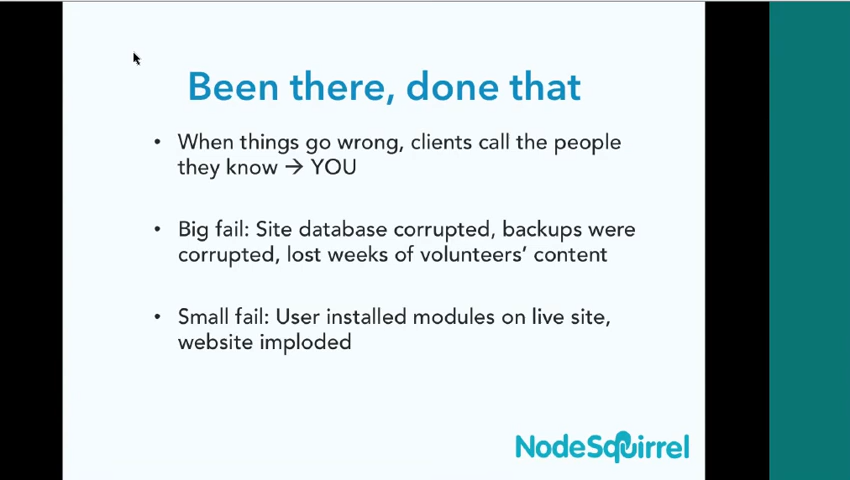 Been there, done that
• When things go wrong, clients call the people
they know → YOU
• Big fail: Site database corrupted, backups were
corrupted, lost weeks of volunteers’ content
• Small fail: User installed modules on live site,
website imploded
NodeSquirrel